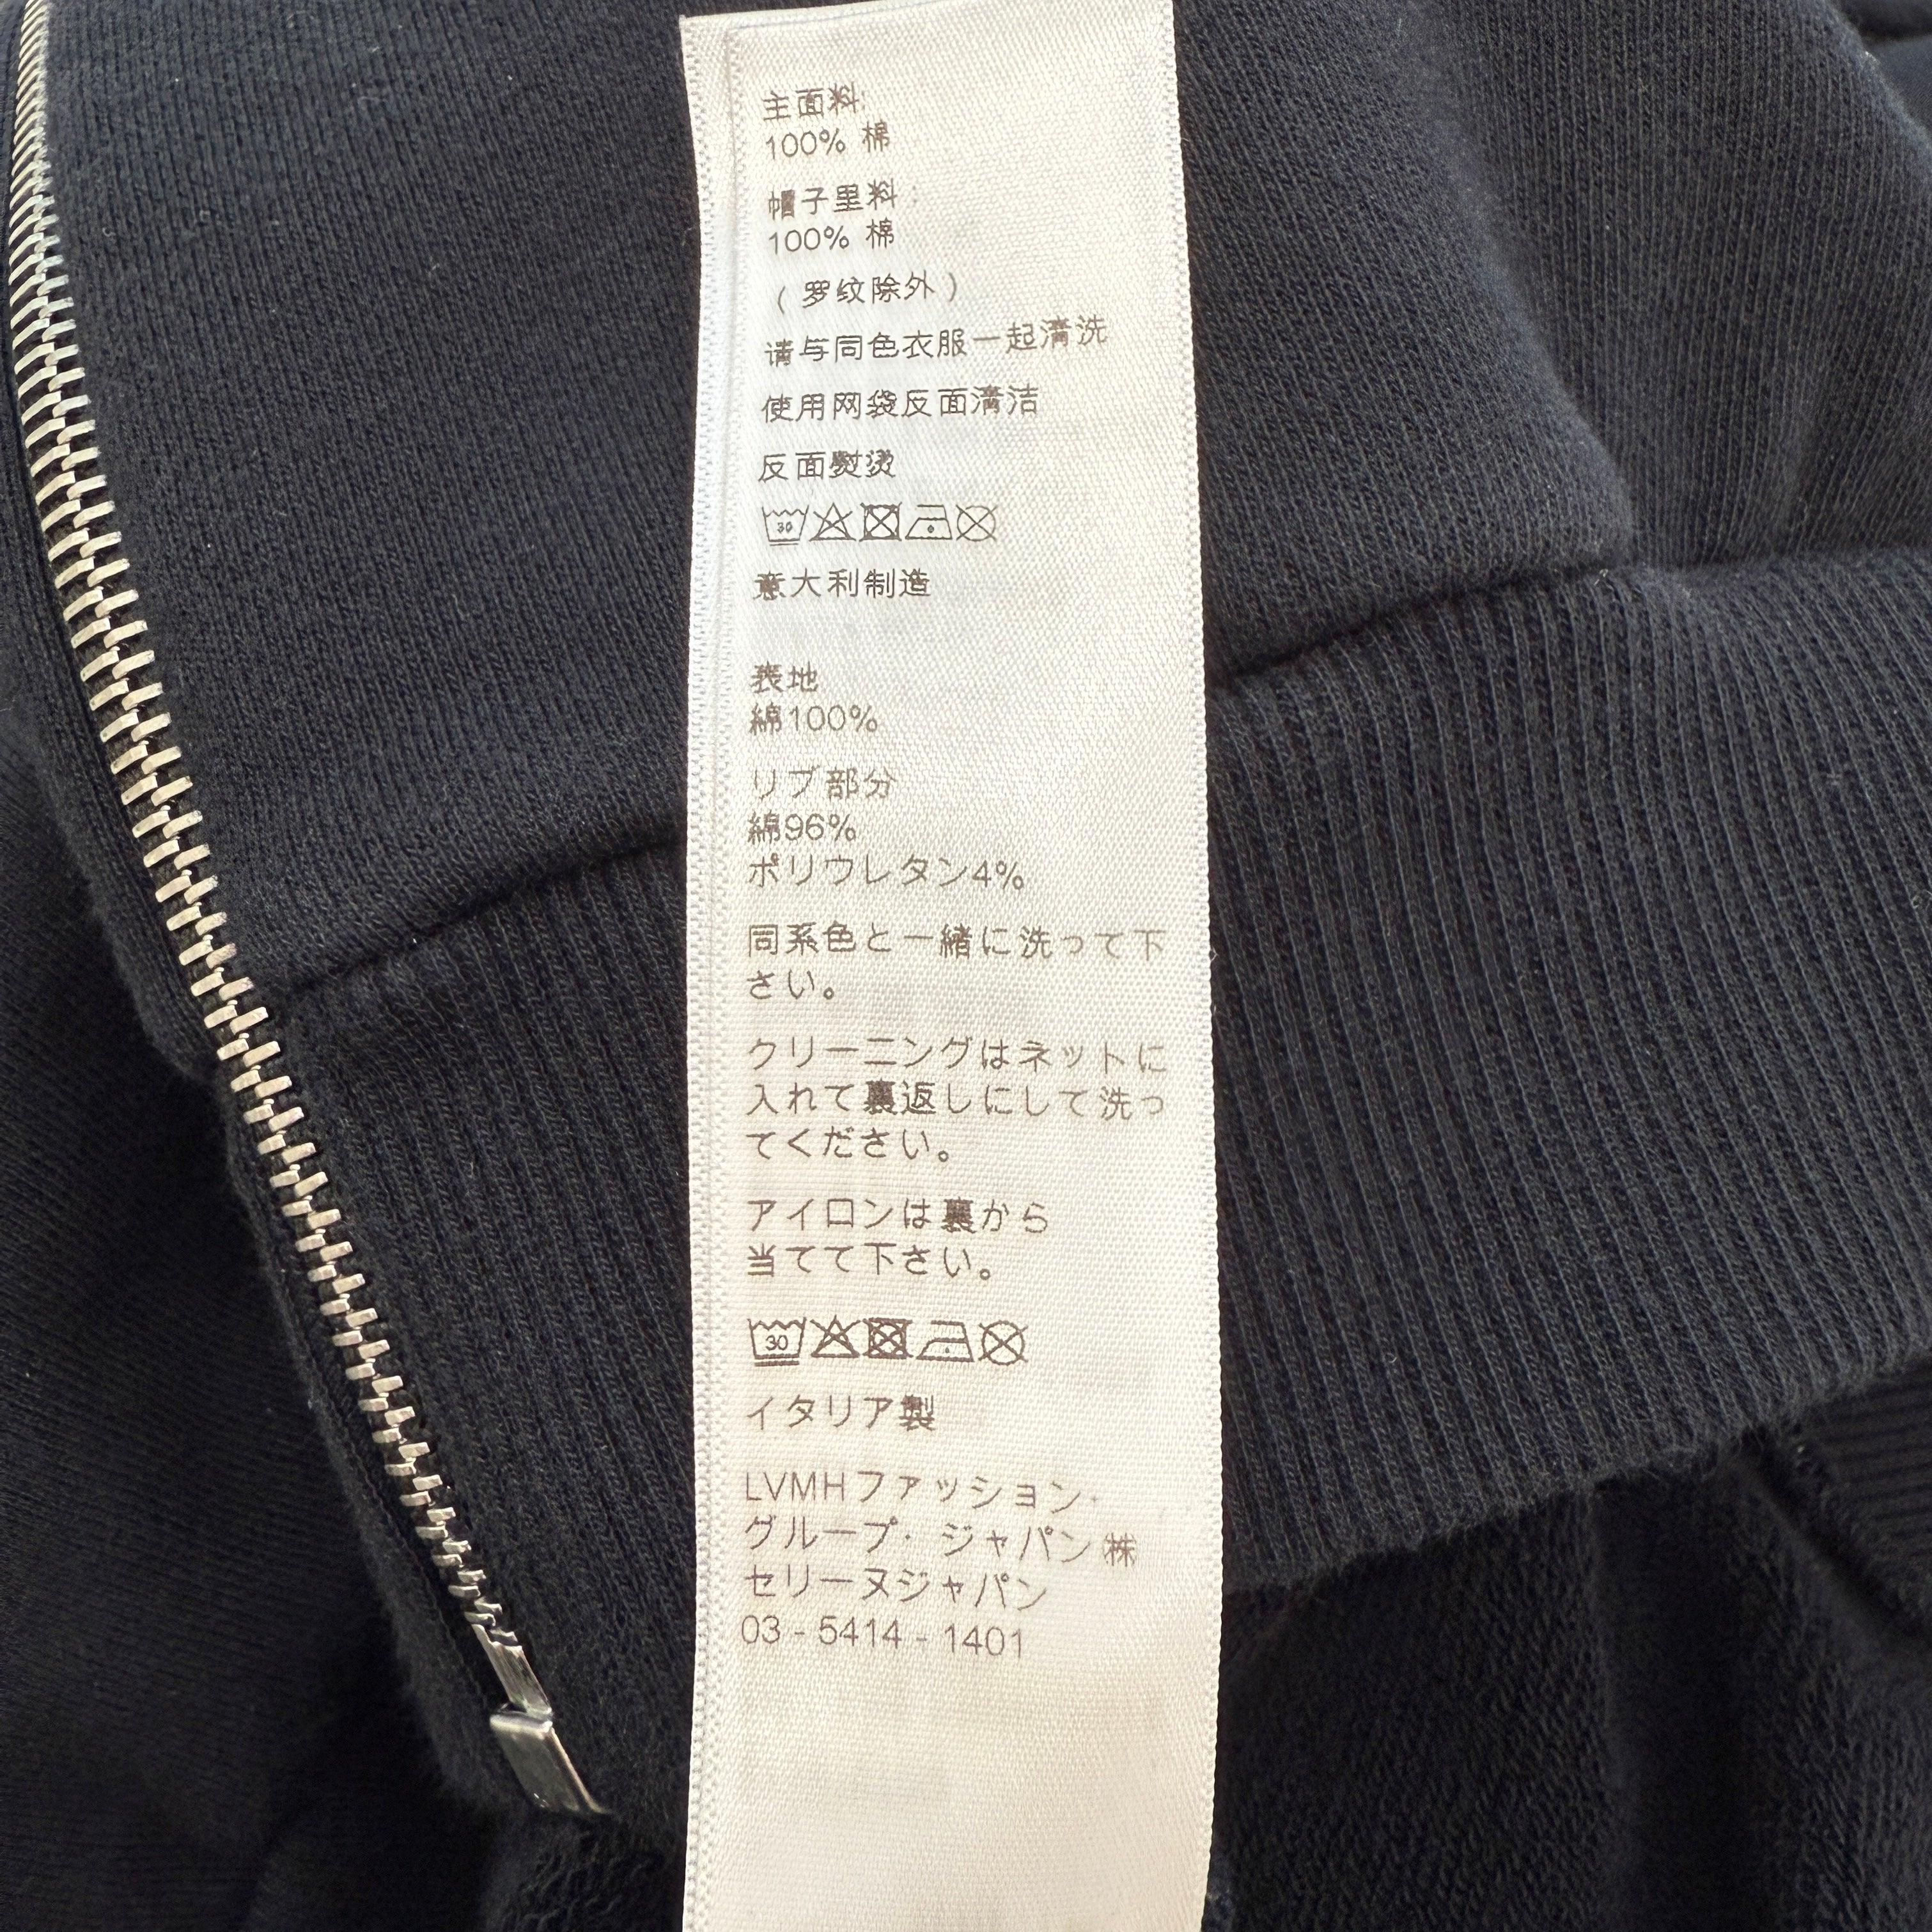 主面料
100% 棉
帽子里料：
100% 棉
（罗纹除外）
请与同色衣服一起清洗
使用网袋反面清洁
反面熨烫
30
意大利制造
表地
綿100%
リブ部分
綿96%
ポリウレタン4%
同系色と一緒に洗って下
さい。
クリーニングはネットに
入れて裏返しにして洗っ
てください。
アイロンは裏から
当てて下さい。
30
イタリア製
LVMHファッション・
グループ・ジャパン㈱
セリーヌジャパン
03 - 5414 - 1401